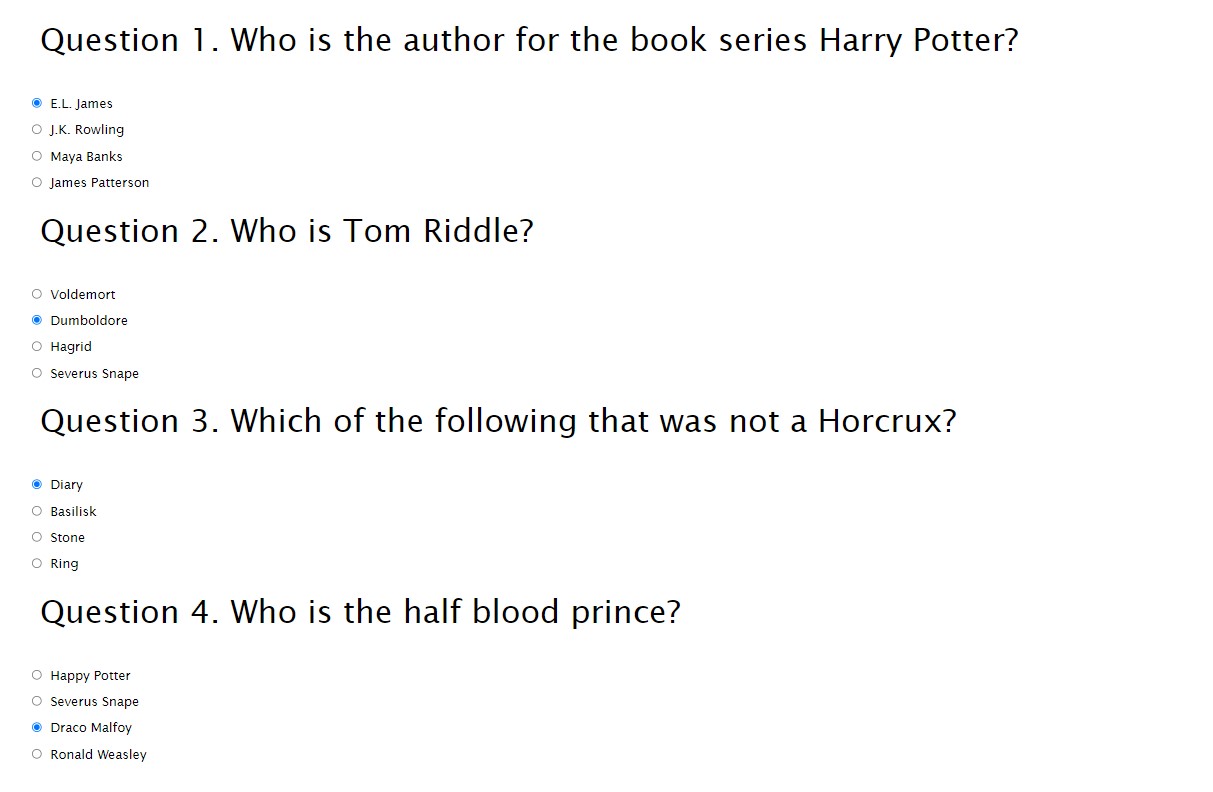 Question 1. Who is the author for the book series Harry Potter?
E.L. James
J.K. Rowling
Maya Banks
James Patterson
Question 2. Who is Tom Riddle?
Voldemort
Dumboldore
Hagrid
Severus Snape
Question 3. Which of the following that was not a Horcrux?
Diary
Basilisk
Stone
Ring
Question 4. Who is the half blood prince?
Happy Potter
Severus Snape
Draco Malfoy
Ronald Weasley